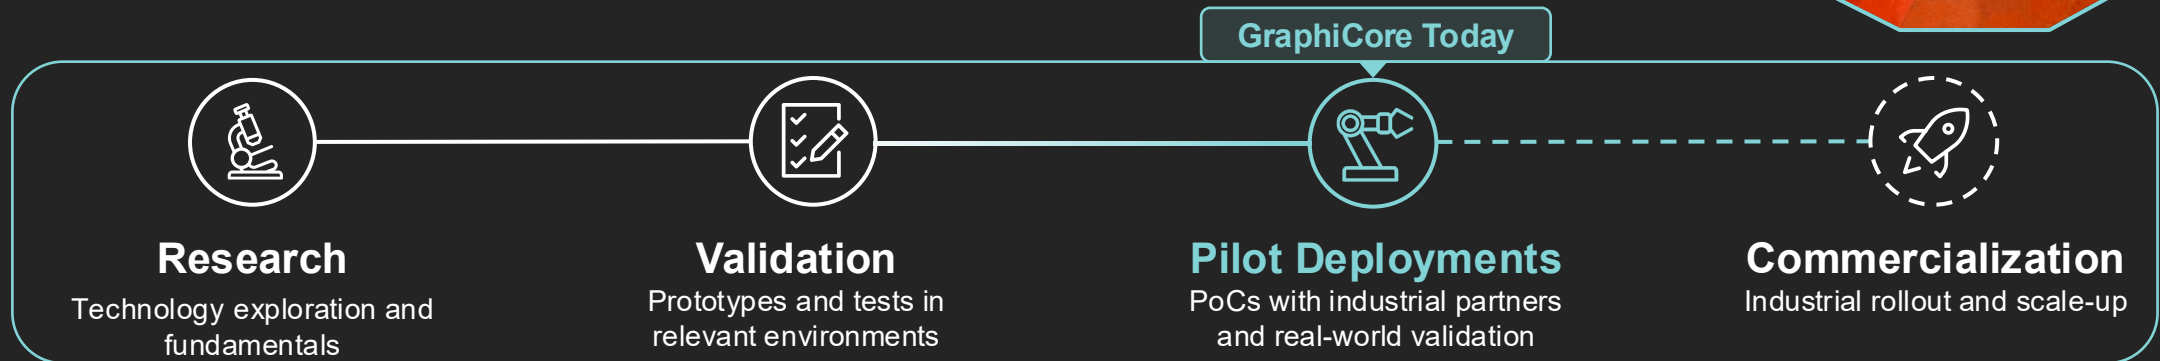 GraphiCore Today
Research
Technology exploration and
fundamentals
Validation
Prototypes and tests in
relevant environments
Pilot Deployments
PoCs with industrial partners
and real-world validation
Commercialization
Industrial rollout and scale-up